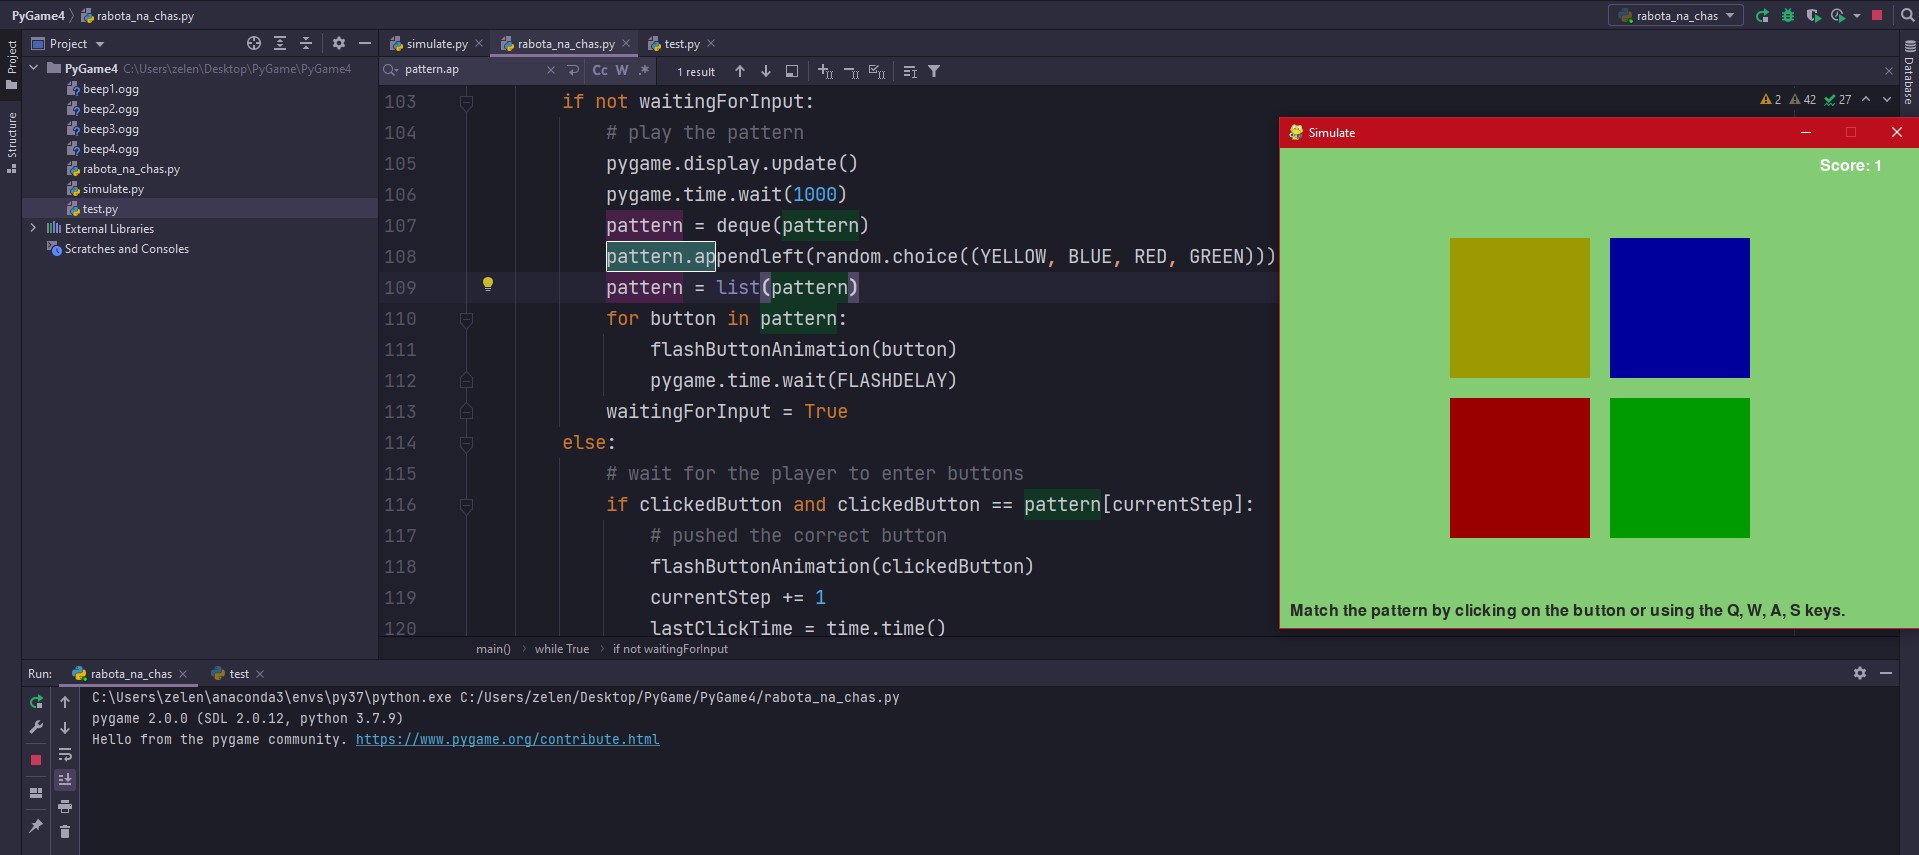 PyGame4 rabota_na_chas.py rabota_na_chas
Project
Structure
Database
Project
PyGame4 C:\Users\zelen\Desktop\PyGame\PyGame4
beep1.ogg
beep2.ogg
beep3.ogg
beep4.ogg
rabota_na_chas.py
simulate.py
test.py
External Libraries
Scratches and Consoles
simulate.py rabota_na_chas.py test.py
pattern.ap Cc W .* 1 result
2 42 27
103 if not waitingForInput:
104 # play the pattern
105 pygame.display.update()
106 pygame.time.wait(1000)
107 pattern = deque(pattern)
108 pattern.appendleft(random.choice((YELLOW, BLUE, RED, GREEN)))
109 pattern = list(pattern)
110 for button in pattern:
111 flashButtonAnimation(button)
112 pygame.time.wait(FLASHDELAY)
113 waitingForInput = True
114 else:
115 # wait for the player to enter buttons
116 if clickedButton and clickedButton == pattern[currentStep]:
117 # pushed the correct button
118 flashButtonAnimation(clickedButton)
119 currentStep += 1
120 lastClickTime = time.time()
main() while True if not waitingForInput
Simulate
Score: 1
Match the pattern by clicking on the button or using the Q, W, A, S keys.
Run: rabota_na_chas test
C:\Users\zelen\anaconda3\envs\py37\python.exe C:/Users/zelen/Desktop/PyGame/PyGame4/rabota_na_chas.py
pygame 2.0.0 (SDL 2.0.12, python 3.7.9)
Hello from the pygame community. https://www.pygame.org/contribute.html